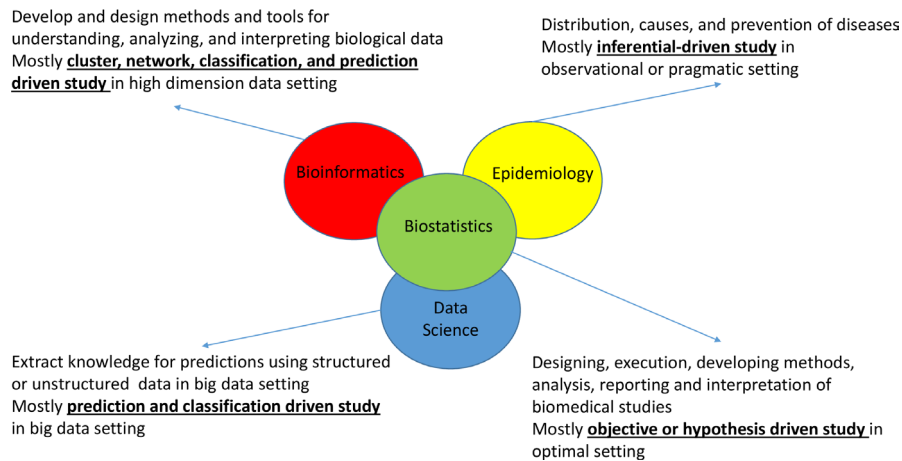 Develop and design methods and tools for
understanding, analyzing, and interpreting biological data
Mostly cluster, network, classification, and prediction
driven study in high dimension data setting
Distribution, causes, and prevention of diseases
Mostly inferential-driven study in
observational or pragmatic setting
Bioinformatics
Epidemiology
Biostatistics
Data
Science
Extract knowledge for predictions using structured
or unstructured data in big data setting
Mostly prediction and classification driven study
in big data setting
Designing, execution, developing methods,
analysis, reporting and interpretation of
biomedical studies
Mostly objective or hypothesis driven study in
optimal setting